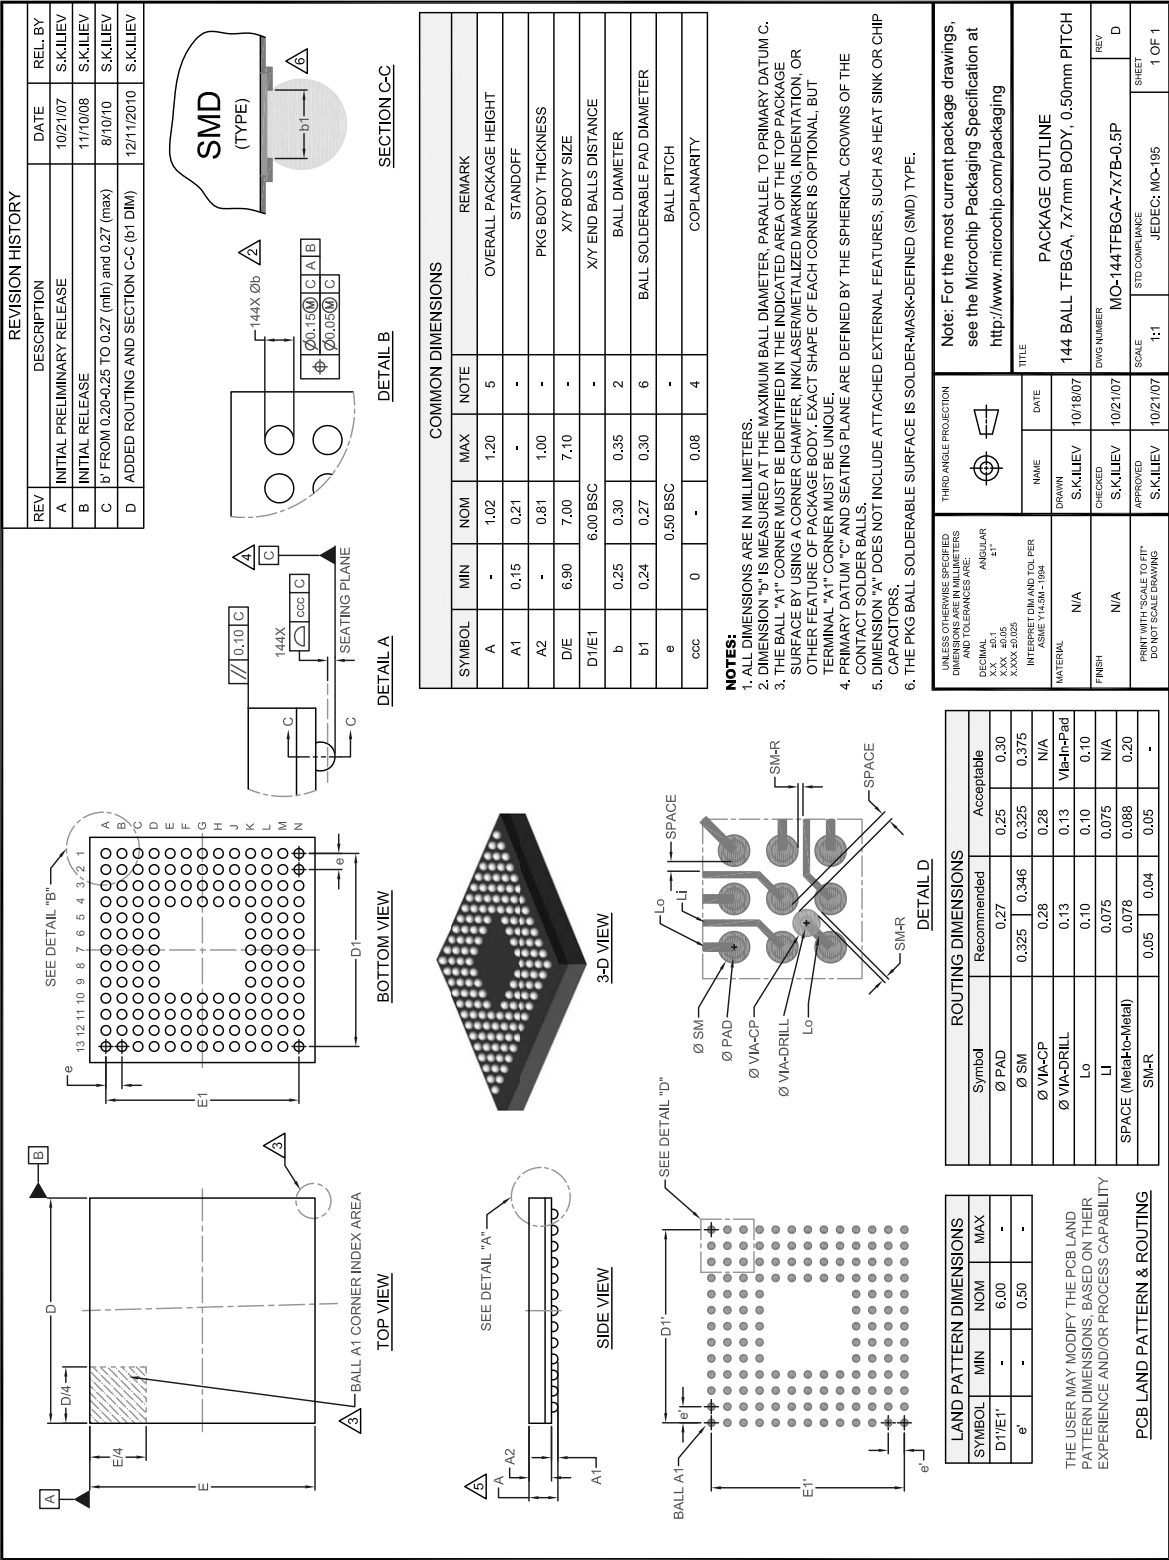 REVISION HISTORY
REV DESCRIPTION DATE REL. BY
A INITIAL PRELIMINARY RELEASE 10/21/07 S.K.ILIEV
B INITIAL RELEASE 11/10/08 S.K.ILIEV
C b' FROM 0.20-0.25 TO 0.27 (min) and 0.27 (max) 8/10/10 S.K.ILIEV
D ADDED ROUTING AND SECTION C-C (b1 DIM) 12/11/2010 S.K.ILIEV
A
B
D
D/4
E/4
E
3
3
BALL A1 CORNER INDEX AREA
TOP VIEW
SEE DETAIL "B"
e
E1
13 12 11 10 9 8 7 6 5 4 3 2 1
A
B
C
D
E
F
G
H
J
K
L
M
N
e
D1
BOTTOM VIEW
// 0.10 C
4
C
144X
ccc C
C
C
SEATING PLANE
DETAIL A
144X Øb
2
Ø0.15Ⓜ C A B
Ø0.05Ⓜ C
DETAIL B
SMD
(TYPE)
b1
6
SECTION C-C
5
A
A2
A1
SEE DETAIL "A"
SIDE VIEW
3-D VIEW
COMMON DIMENSIONS
SYMBOL MIN NOM MAX NOTE REMARK
A - 1.02 1.20 5 OVERALL PACKAGE HEIGHT
A1 0.15 0.21 - - STANDOFF
A2 - 0.81 1.00 - PKG BODY THICKNESS
D/E 6.90 7.00 7.10 - X/Y BODY SIZE
D1/E1 6.00 BSC - X/Y END BALLS DISTANCE
b 0.25 0.30 0.35 2 BALL DIAMETER
b1 0.24 0.27 0.30 6 BALL SOLDERABLE PAD DIAMETER
e 0.50 BSC - BALL PITCH
ccc 0 - 0.08 4 COPLANARITY
NOTES:
1. ALL DIMENSIONS ARE IN MILLIMETERS.
2. DIMENSION "b" IS MEASURED AT THE MAXIMUM BALL DIAMETER, PARALLEL TO PRIMARY DATUM C.
3. THE BALL "A1" CORNER MUST BE IDENTIFIED IN THE INDICATED AREA OF THE TOP PACKAGE
SURFACE BY USING A CORNER CHAMFER, INK/LASER/METALIZED MARKING, INDENTATION, OR
OTHER FEATURE OF PACKAGE BODY. EXACT SHAPE OF EACH CORNER IS OPTIONAL, BUT
TERMINAL "A1" CORNER MUST BE UNIQUE.
4. PRIMARY DATUM "C" AND SEATING PLANE ARE DEFINED BY THE SPHERICAL CROWNS OF THE
CONTACT SOLDER BALLS.
5. DIMENSION "A" DOES NOT INCLUDE ATTACHED EXTERNAL FEATURES, SUCH AS HEAT SINK OR CHIP
CAPACITORS.
6. THE PKG BALL SOLDERABLE SURFACE IS SOLDER-MASK-DEFINED (SMD) TYPE.
BALL A1
e'
D1'
E1'
e'
SEE DETAIL "D"
Ø SM
Ø PAD
Ø VIA-CP
Ø VIA-DRILL
Lo
Lo
Li
SPACE
SM-R
SPACE
SM-R
DETAIL D
LAND PATTERN DIMENSIONS
SYMBOL MIN NOM MAX
D1'/E1' - 6.00 -
e' - 0.50 -
THE USER MAY MODIFY THE PCB LAND
PATTERN DIMENSIONS, BASED ON THEIR
EXPERIENCE AND/OR PROCESS CAPABILITY
PCB LAND PATTERN & ROUTING
ROUTING DIMENSIONS
Symbol Recommended Acceptable
Ø PAD 0.27 0.25 0.30
Ø SM 0.325 0.346 0.325 0.375
Ø VIA-CP 0.28 0.28 N/A
Ø VIA-DRILL 0.13 0.13 Via-In-Pad
Lo 0.10 0.10 0.10
Li 0.075 0.075 N/A
SPACE (Metal-to-Metal) 0.078 0.088 0.20
SM-R 0.05 0.04 0.05 -
UNLESS OTHERWISE SPECIFIED
DIMENSIONS ARE IN MILLIMETERS
AND TOLERANCES ARE:
DECIMAL ANGULAR
X.X ±0.1 ±1°
X.XX ±0.05
X.XXX ±0.025
INTERPRET DIM AND TOL PER
ASME Y14.5M - 1994
MATERIAL
N/A
FINISH
N/A
PRINT WITH "SCALE TO FIT"
DO NOT SCALE DRAWING
THIRD ANGLE PROJECTION
NAME DATE
DRAWN
S.K.ILIEV 10/18/07
CHECKED
S.K.ILIEV 10/21/07
APPROVED
S.K.ILIEV 10/21/07
Note: For the most current package drawings,
see the Microchip Packaging Specification at
http://www.microchip.com/packaging
TITLE
PACKAGE OUTLINE
144 BALL TFBGA, 7x7mm BODY, 0.50mm PITCH
DWG NUMBER
MO-144TFBGA-7x7B-0.5P
REV
D
SCALE
1:1
STD COMPLIANCE
JEDEC: MO-195
SHEET
1 OF 1